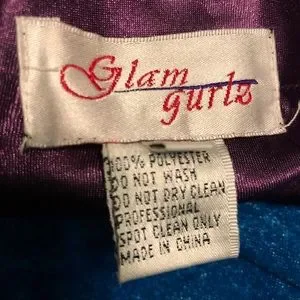 Glam
gurlz
100% POLYESTER
DO NOT WASH
DO NOT DRY CLEAN
PROFESSIONAL
SPOT CLEAN ONLY
MADE IN CHINA